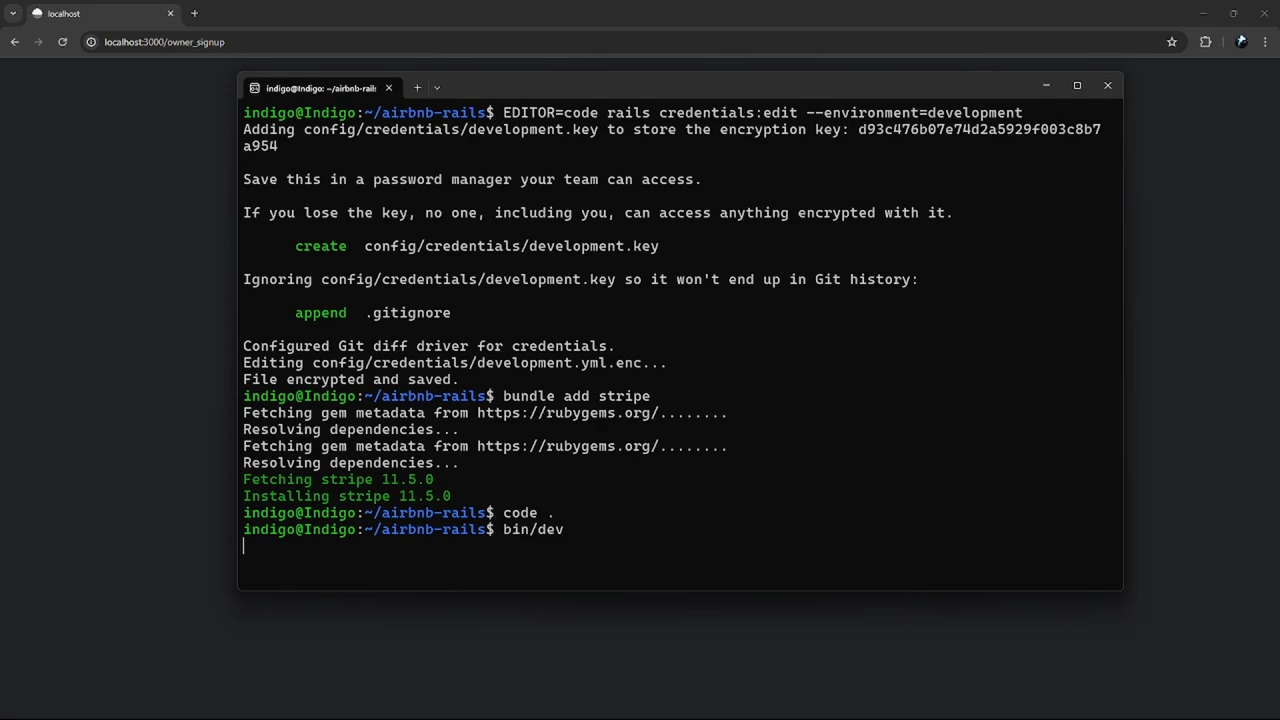 localhost
localhost:3000/owner_signup
indigo@Indigo: ~/airbnb-rails
indigo@Indigo:~/airbnb-rails$ EDITOR=code rails credentials:edit --environment=development
Adding config/credentials/development.key to store the encryption key: d93c476b07e74d2a5929f003c8b7
a954
Save this in a password manager your team can access.
If you lose the key, no one, including you, can access anything encrypted with it.
create config/credentials/development.key
Ignoring config/credentials/development.key so it won't end up in Git history:
append .gitignore
Configured Git diff driver for credentials.
Editing config/credentials/development.yml.enc...
File encrypted and saved.
indigo@Indigo:~/airbnb-rails$ bundle add stripe
Fetching gem metadata from https://rubygems.org/........
Resolving dependencies...
Fetching gem metadata from https://rubygems.org/........
Resolving dependencies...
Fetching stripe 11.5.0
Installing stripe 11.5.0
indigo@Indigo:~/airbnb-rails$ code .
indigo@Indigo:~/airbnb-rails$ bin/dev